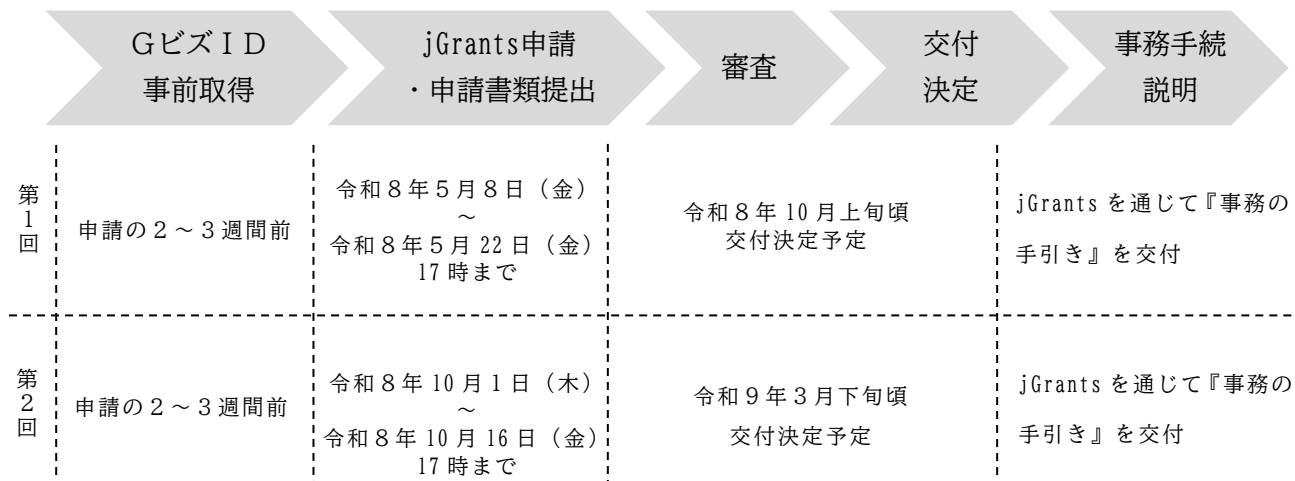 GビズＩＤ
事前取得
jGrants申請
・申請書類提出
審査
交付
決定
事務手続
説明
第1回
申請の２～３週間前
令和８年５月８日（金）
～
令和８年５月 22 日（金）
17 時まで
令和８年 10 月上旬頃
交付決定予定
jGrants を通じて『事務の
手引き』を交付
第2回
申請の２～３週間前
令和８年 10 月１日（木）
～
令和８年 10 月 16 日（金）
17 時まで
令和９年３月下旬頃
交付決定予定
jGrants を通じて『事務の
手引き』を交付